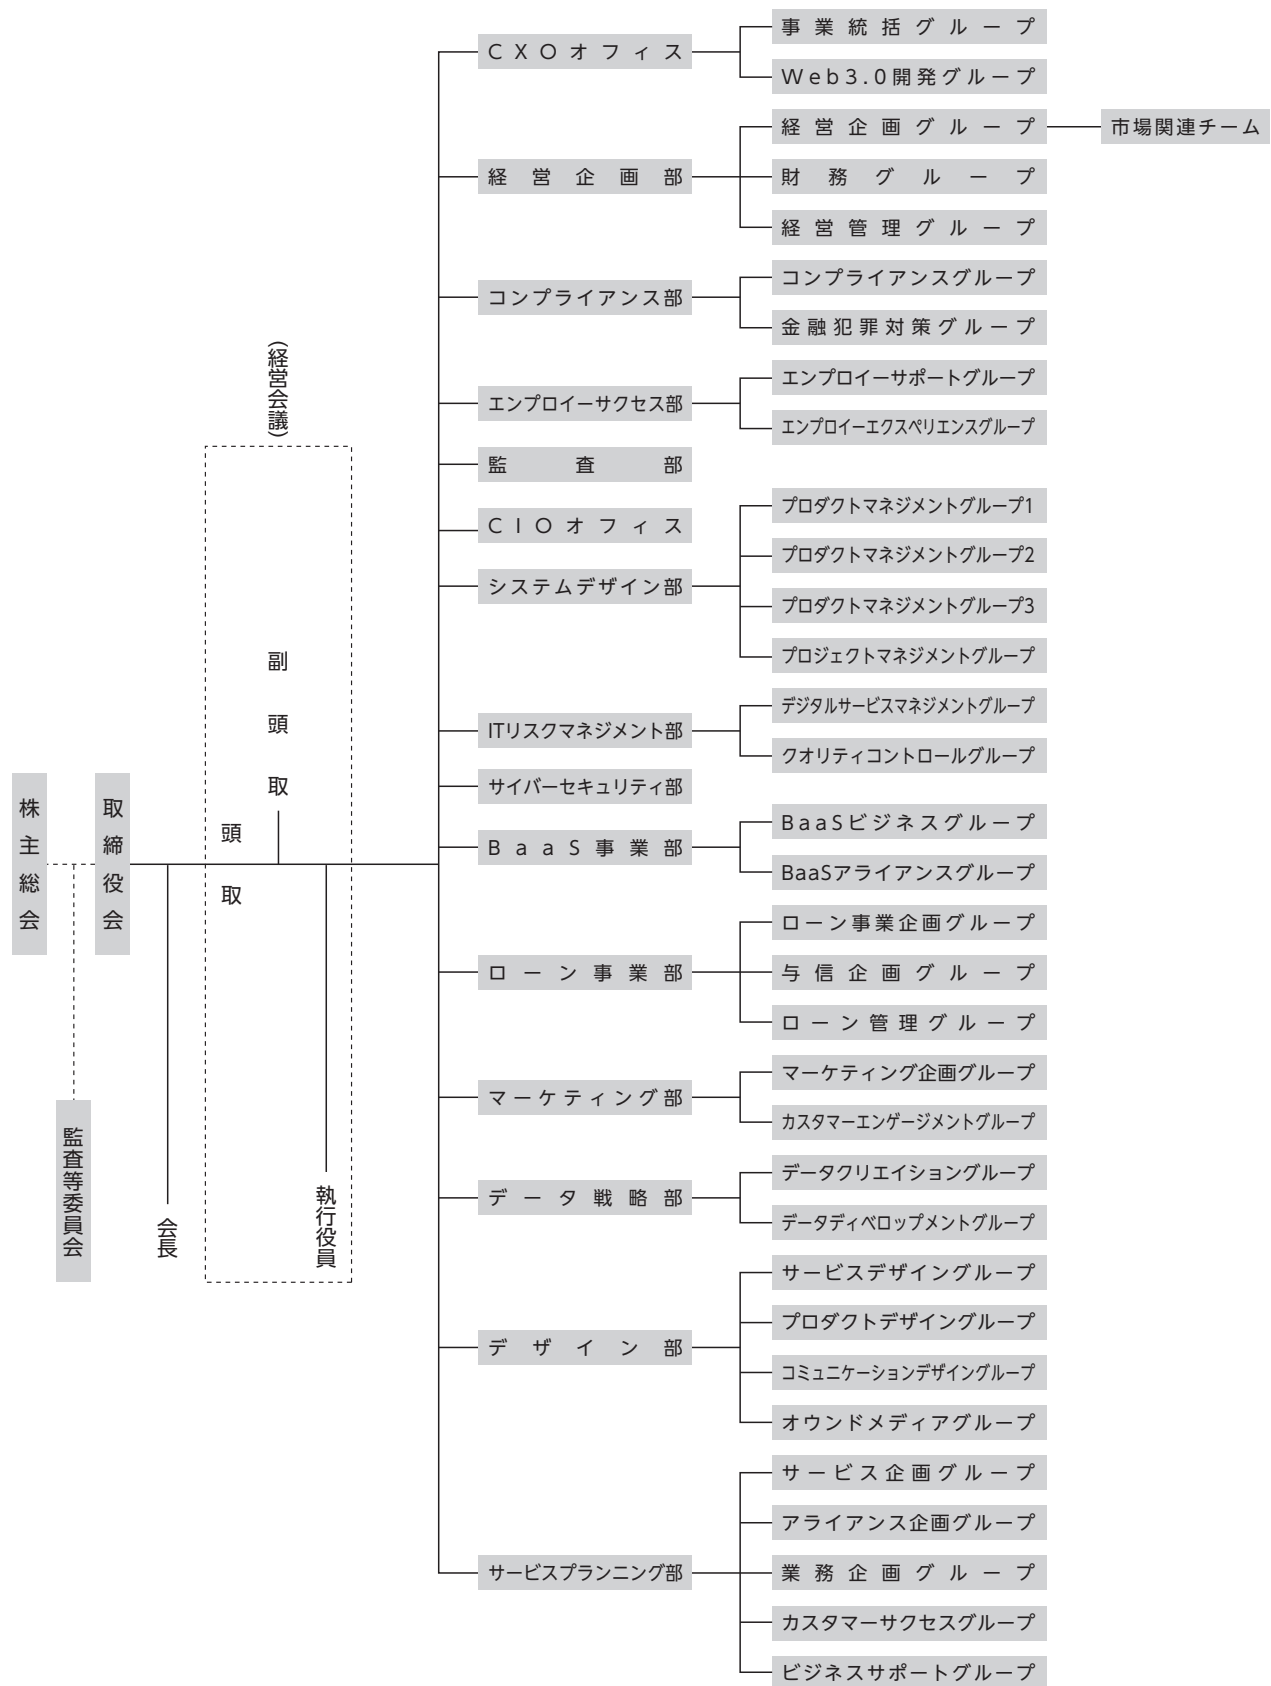 株主総会
取締役会
監査等委員会
会長
(経営会議)
頭取
副頭取
執行役員
CXOオフィス
事業統括グループ
Web3.0開発グループ
経営企画部
経営企画グループ
市場関連チーム
財務グループ
経営管理グループ
コンプライアンス部
コンプライアンスグループ
金融犯罪対策グループ
エンプロイーサクセス部
エンプロイーサポートグループ
エンプロイーエクスペリエンスグループ
監査部
CIOオフィス
システムデザイン部
プロダクトマネジメントグループ1
プロダクトマネジメントグループ2
プロダクトマネジメントグループ3
プロジェクトマネジメントグループ
ITリスクマネジメント部
デジタルサービスマネジメントグループ
クオリティコントロールグループ
サイバーセキュリティ部
BaaS事業部
BaaSビジネスグループ
BaaSアライアンスグループ
ローン事業部
ローン事業企画グループ
与信企画グループ
ローン管理グループ
マーケティング部
マーケティング企画グループ
カスタマーエンゲージメントグループ
データ戦略部
データクリエイショングループ
データディベロップメントグループ
デザイン部
サービスデザイングループ
プロダクトデザイングループ
コミュニケーションデザイングループ
オウンドメディアグループ
サービスプランニング部
サービス企画グループ
アライアンス企画グループ
業務企画グループ
カスタマーサクセスグループ
ビジネスサポートグループ